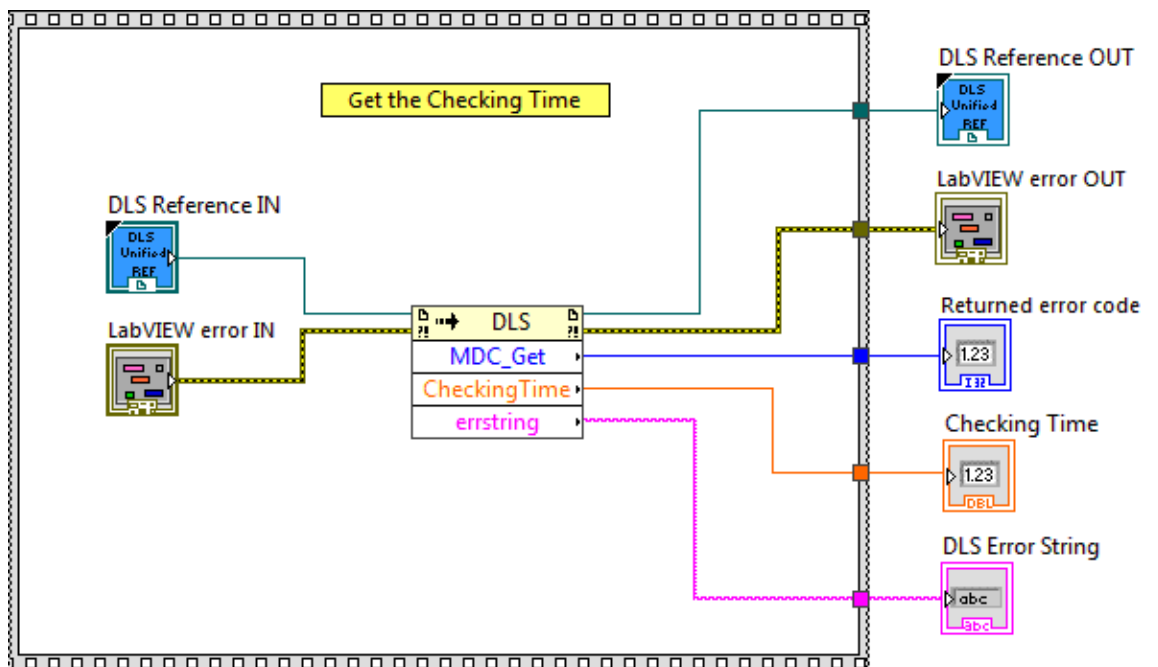 DLS Reference OUT
DLS
Unified
REF
Get the Checking Time
LabVIEW error OUT
DLS Reference IN
DLS
Unified
REF
Returned error code
1.23
I32
LabVIEW error IN
DLS
MDC_Get
CheckingTime
errstring
Checking Time
1.23
DBL
DLS Error String
abc
abc